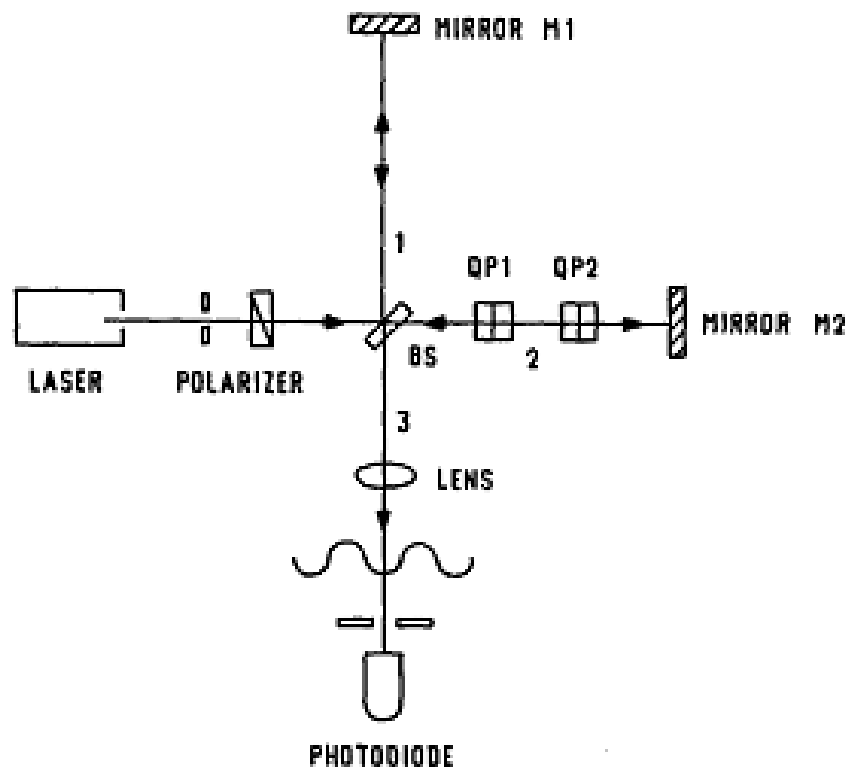 MIRROR M1
1
QP1 QP2
LASER
POLARIZER
BS
2
MIRROR M2
3
LENS
PHOTODIODE